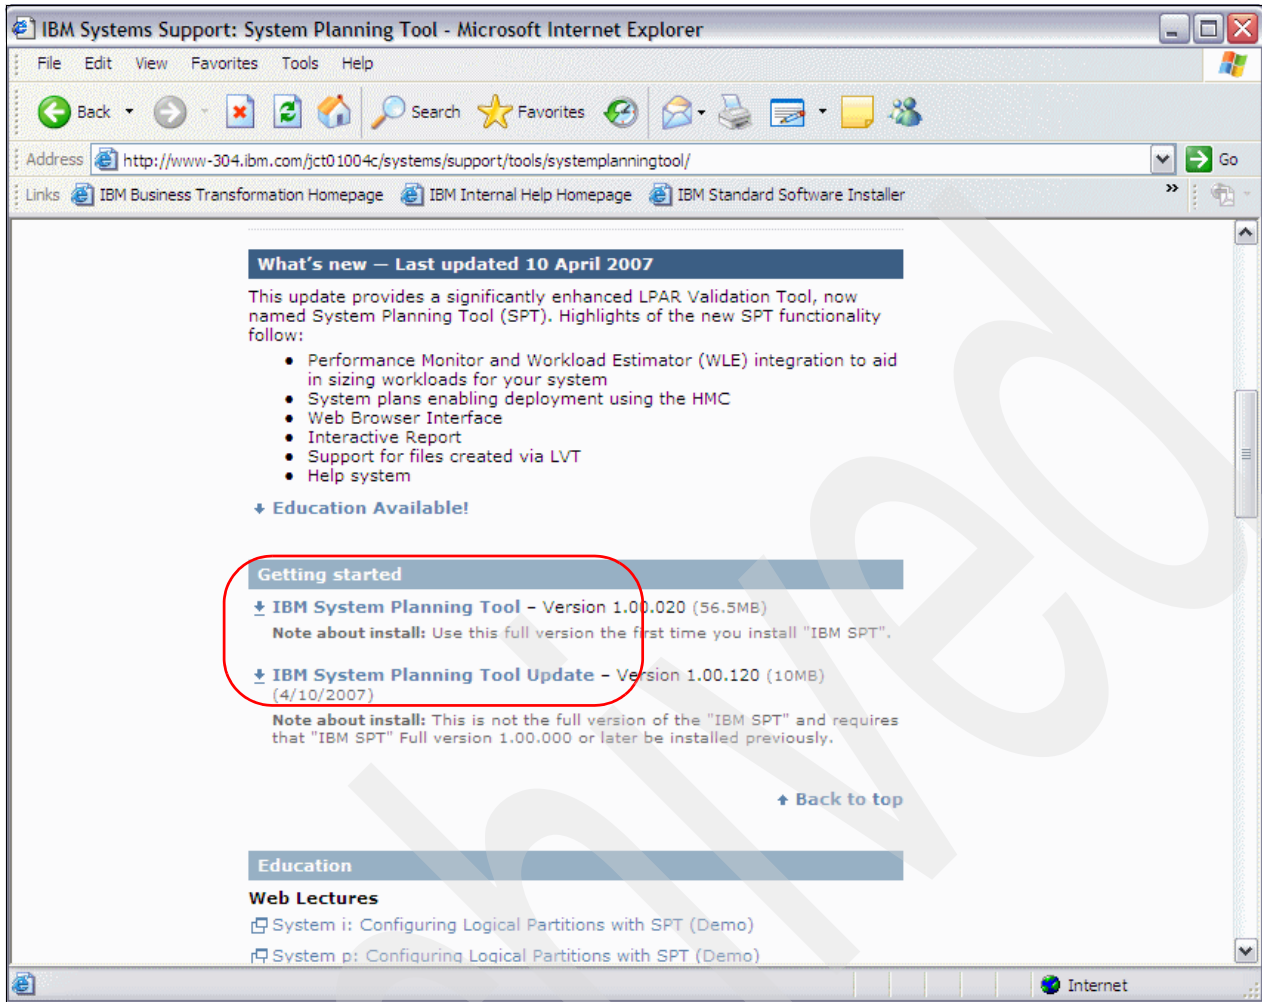 IBM Systems Support: System Planning Tool - Microsoft Internet Explorer
File Edit View Favorites Tools Help
Back Search Favorites
Address http://www-304.ibm.com/jct01004c/systems/support/tools/systemplanningtool/ Go
Links IBM Business Transformation Homepage IBM Internal Help Homepage IBM Standard Software Installer »
What's new — Last updated 10 April 2007
This update provides a significantly enhanced LPAR Validation Tool, now
named System Planning Tool (SPT). Highlights of the new SPT functionality
follow:
• Performance Monitor and Workload Estimator (WLE) integration to aid
in sizing workloads for your system
• System plans enabling deployment using the HMC
• Web Browser Interface
• Interactive Report
• Support for files created via LVT
• Help system
Education Available!
Getting started
IBM System Planning Tool – Version 1.00.020 (56.5MB)
Note about install: Use this full version the first time you install "IBM SPT".
IBM System Planning Tool Update – Version 1.00.120 (10MB)
(4/10/2007)
Note about install: This is not the full version of the "IBM SPT" and requires
that "IBM SPT" Full version 1.00.000 or later be installed previously.
Back to top
Education
Web Lectures
System i: Configuring Logical Partitions with SPT (Demo)
System p: Configuring Logical Partitions with SPT (Demo)
Internet